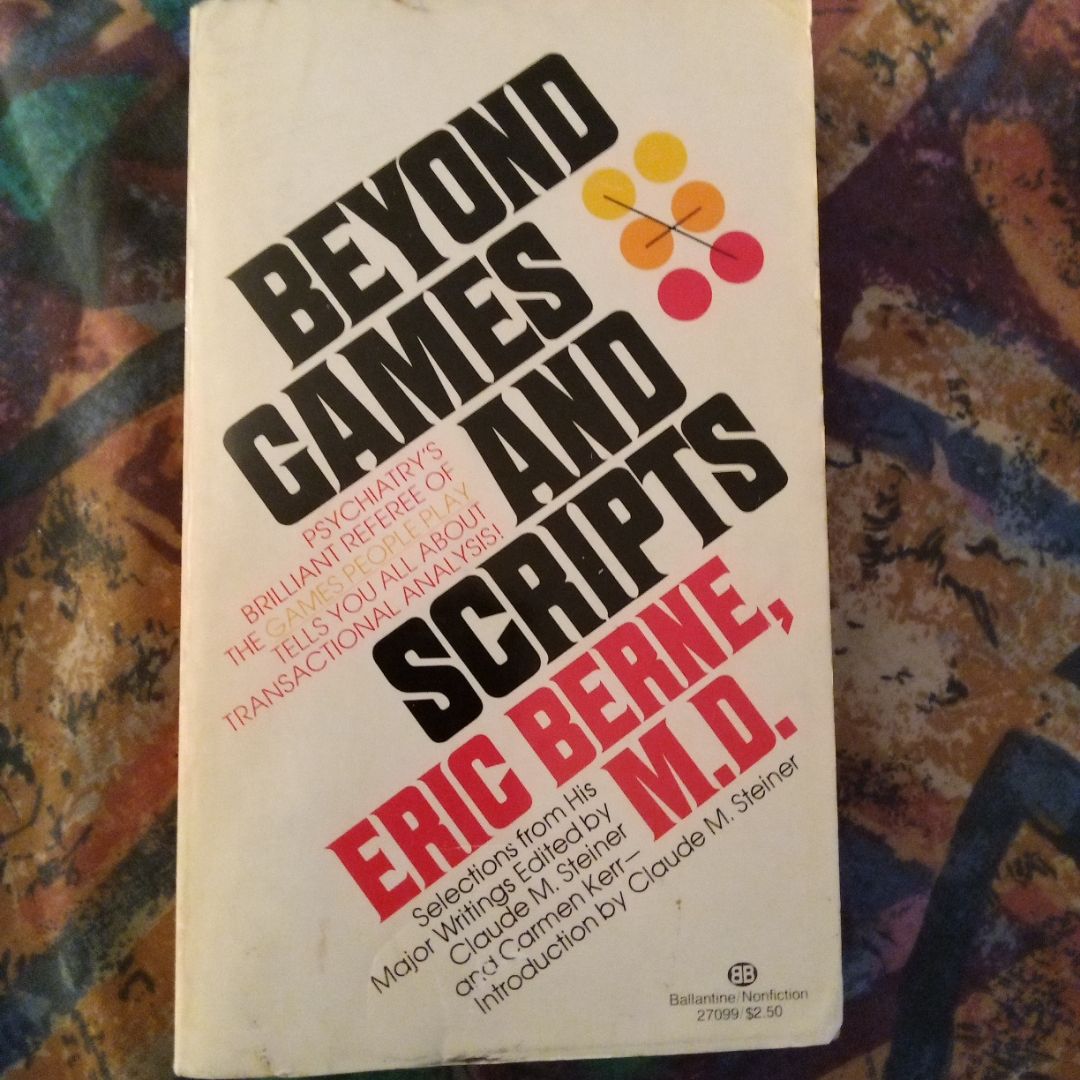 BEYOND
GAMES
AND
SCRIPTS
PSYCHIATRY'S
BRILLIANT REFEREE OF
THE GAMES PEOPLE PLAY
TELLS YOU ALL ABOUT
TRANSACTIONAL ANALYSIS!
ERIC BERNE,
M.D.
Selections from His
Major Writings Edited by
Claude M. Steiner
and Carmen Kerr—
Introduction by Claude M. Steiner
BB
Ballantine/Nonfiction
27099/$2.50